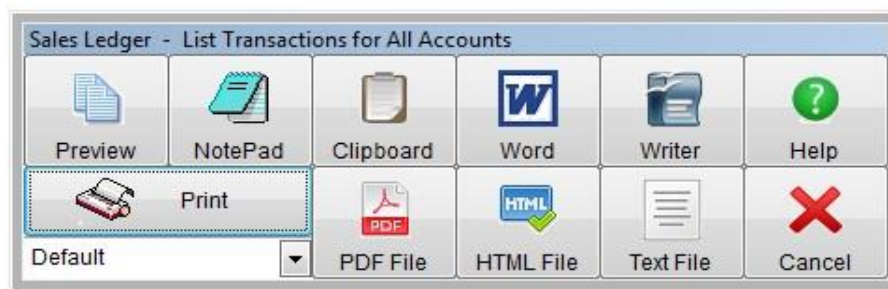 Sales Ledger - List Transactions for All Accounts
Preview NotePad Clipboard Word Writer Help
W
?
Print
PDF
HTML
Default PDF File HTML File Text File Cancel